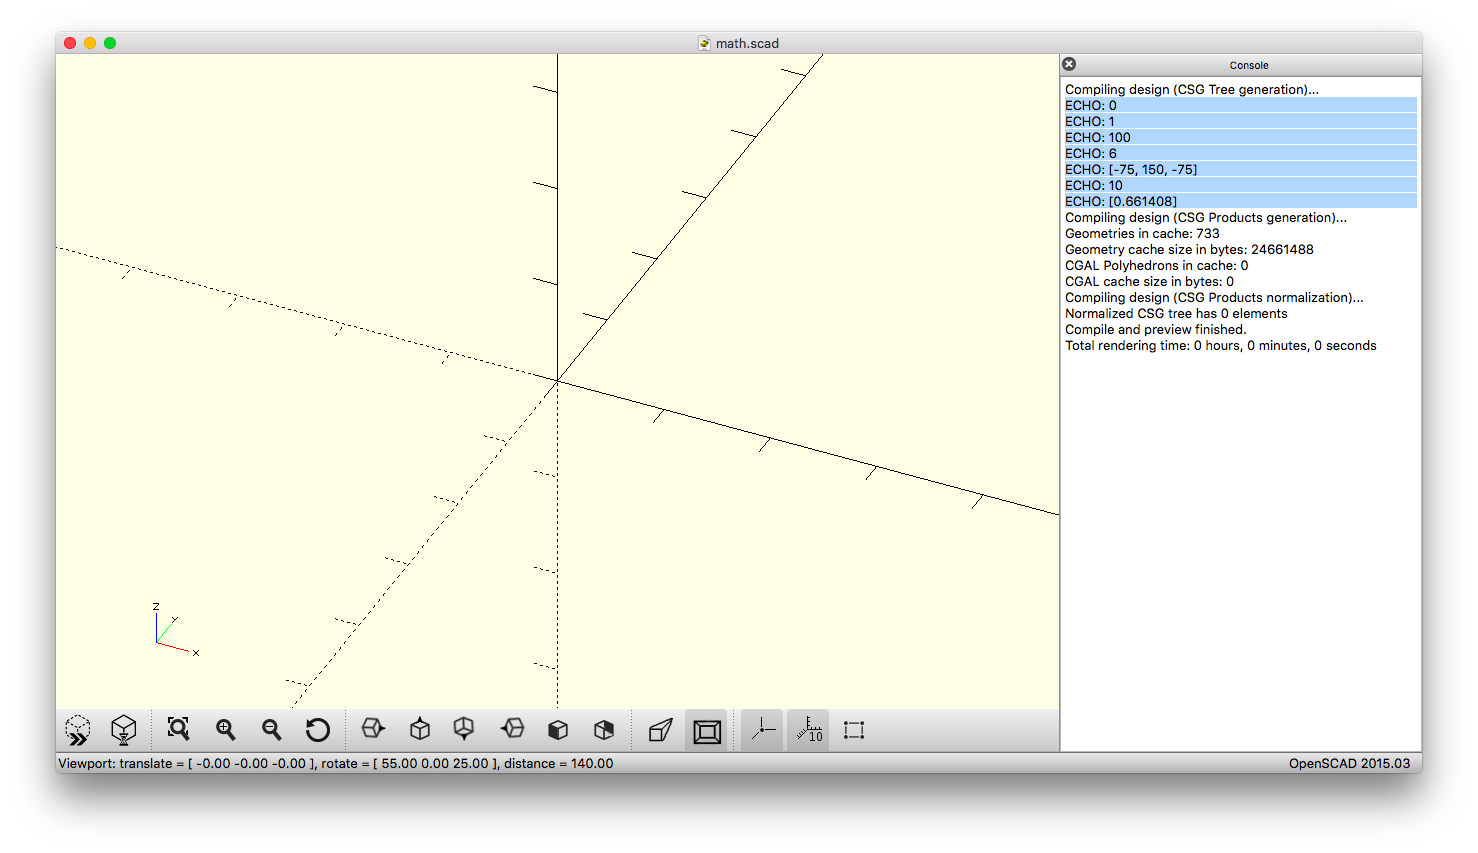 math.scad
Console
Compiling design (CSG Tree generation)...
ECHO: 0
ECHO: 1
ECHO: 100
ECHO: 6
ECHO: [-75, 150, -75]
ECHO: 10
ECHO: [0.661408]
Compiling design (CSG Products generation)...
Geometries in cache: 733
Geometry cache size in bytes: 24661488
CGAL Polyhedrons in cache: 0
CGAL cache size in bytes: 0
Compiling design (CSG Products normalization)...
Normalized CSG tree has 0 elements
Compile and preview finished.
Total rendering time: 0 hours, 0 minutes, 0 seconds
z
y
x
10
Viewport: translate = [ -0.00 -0.00 -0.00 ], rotate = [ 55.00 0.00 25.00 ], distance = 140.00
OpenSCAD 2015.03